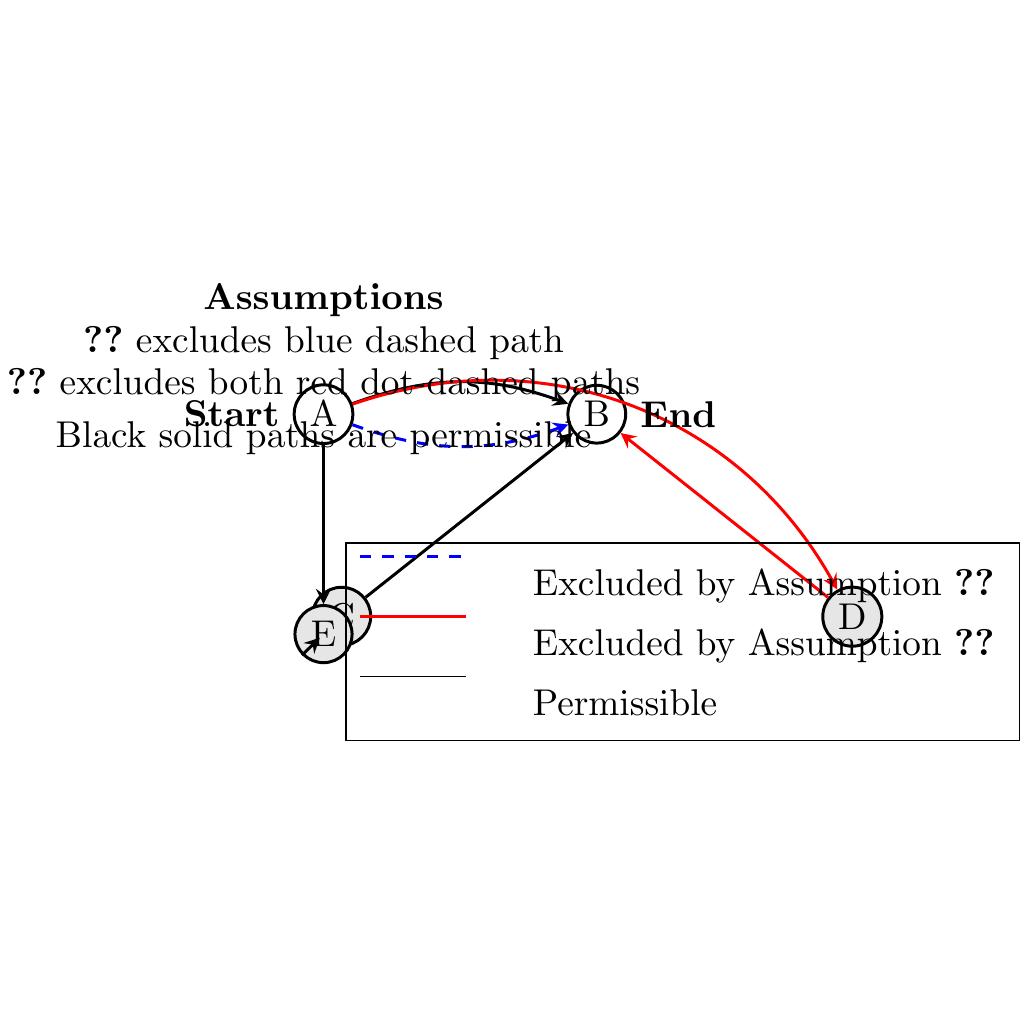 Assumptions
?? excludes blue dashed path
?? excludes both red dot-dashed paths
Start A B End
Black solid paths are permissible
Excluded by Assumption ??
C
D
E
Excluded by Assumption ??
Permissible